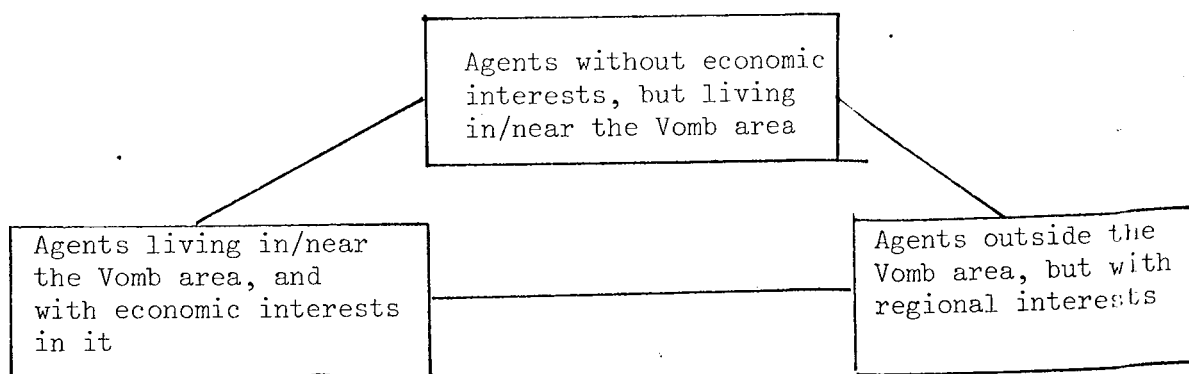 Agents without economic
interests, but living
in/near the Vomb area
Agents living in/near
the Vomb area, and
with economic interests
in it
Agents outside the
Vomb area, but with
regional interests